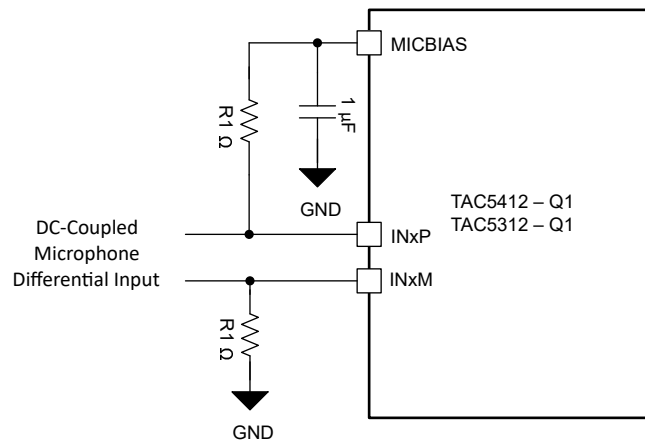 MICBIAS
R1 Ω
1 µF
GND
TAC5412 – Q1
TAC5312 – Q1
DC-Coupled
Microphone
Differential Input
INxP
INxM
R1 Ω
GND